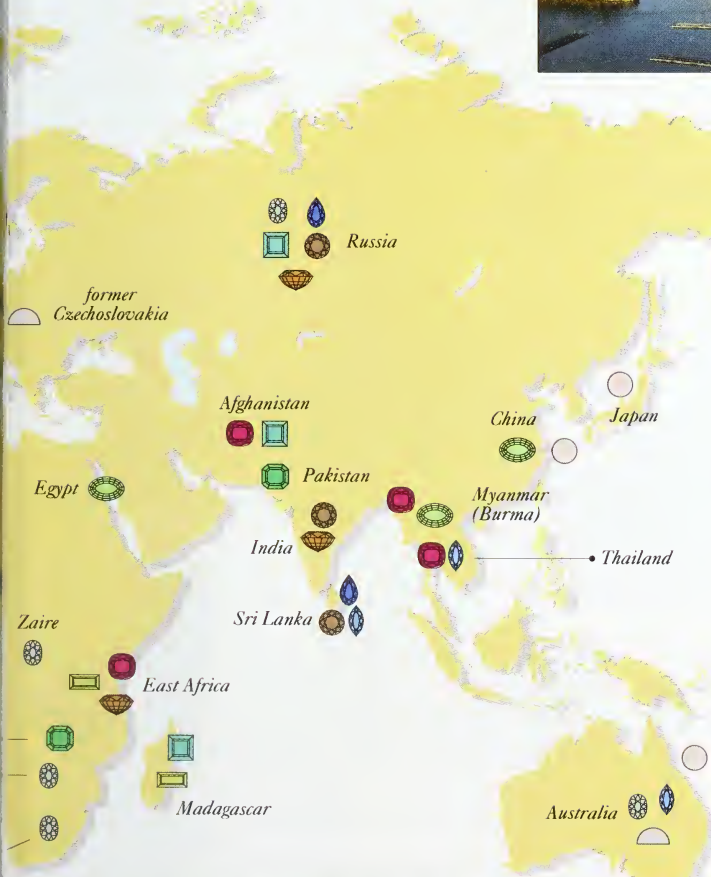 Russia
former
Czechoslovakia
Afghanistan
China
Japan
Pakistan
Egypt
Myanmar
(Burma)
India
Thailand
Sri Lanka
Zaire
East Africa
Madagascar
Australia